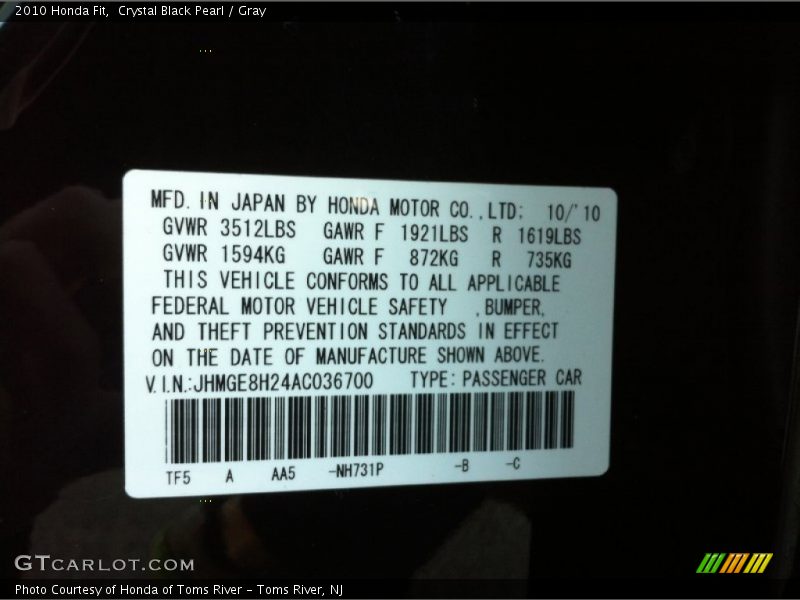 2010 Honda Fit,  Crystal Black Pearl / Gray
MFD. IN JAPAN BY HONDA MOTOR CO.,LTD; 10/'10
GVWR 3512LBS GAWR F 1921LBS R 1619LBS
GVWR 1594KG GAWR F 872KG R 735KG
THIS VEHICLE CONFORMS TO ALL APPLICABLE
FEDERAL MOTOR VEHICLE SAFETY ,BUMPER,
AND THEFT PREVENTION STANDARDS IN EFFECT
ON THE DATE OF MANUFACTURE SHOWN ABOVE.
V.I.N.:JHMGE8H24AC036700 TYPE: PASSENGER CAR
TF5 A AA5 -NH731P -B -C
GTCARLOT.COM
Photo Courtesy of Honda of Toms River - Toms River, NJ